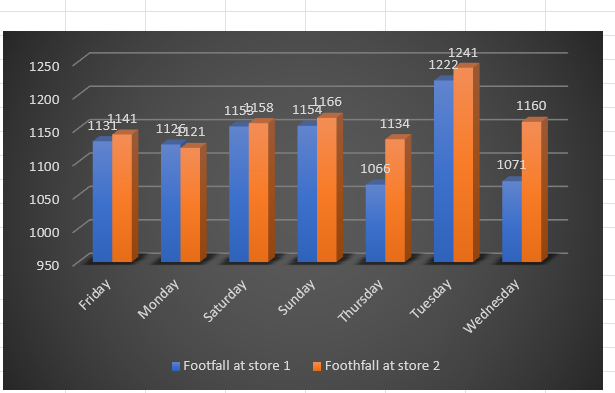 1250
1200
1150
1100
1050
1000
950
1131
1141
1126
1121
1153
1158
1154
1166
1066
1134
1222
1241
1071
1160
Friday
Monday
Saturday
Sunday
Thursday
Tuesday
Wednesday
Footfall at store 1
Foothfall at store 2